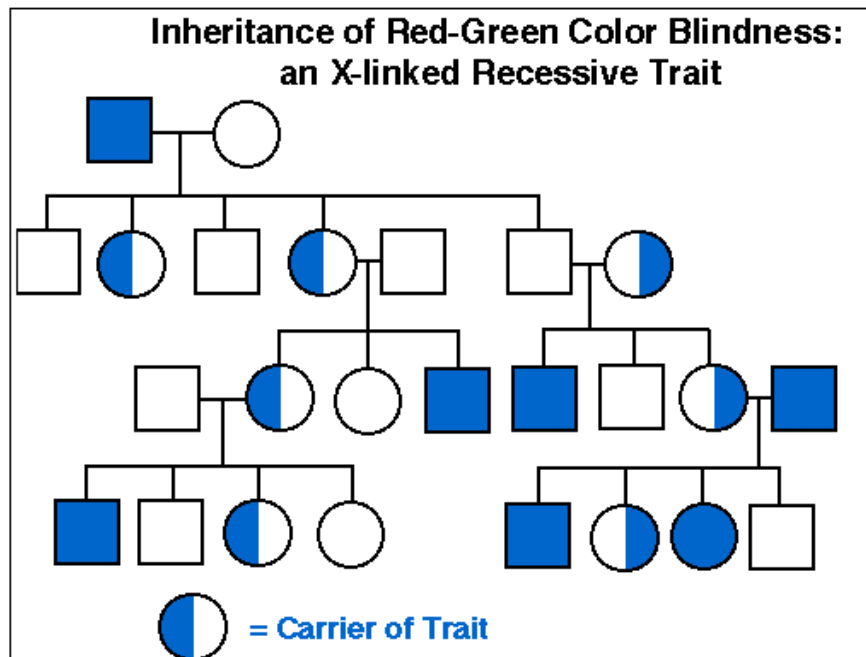 Inheritance of Red-Green Color Blindness:
an X-linked Recessive Trait
= Carrier of Trait